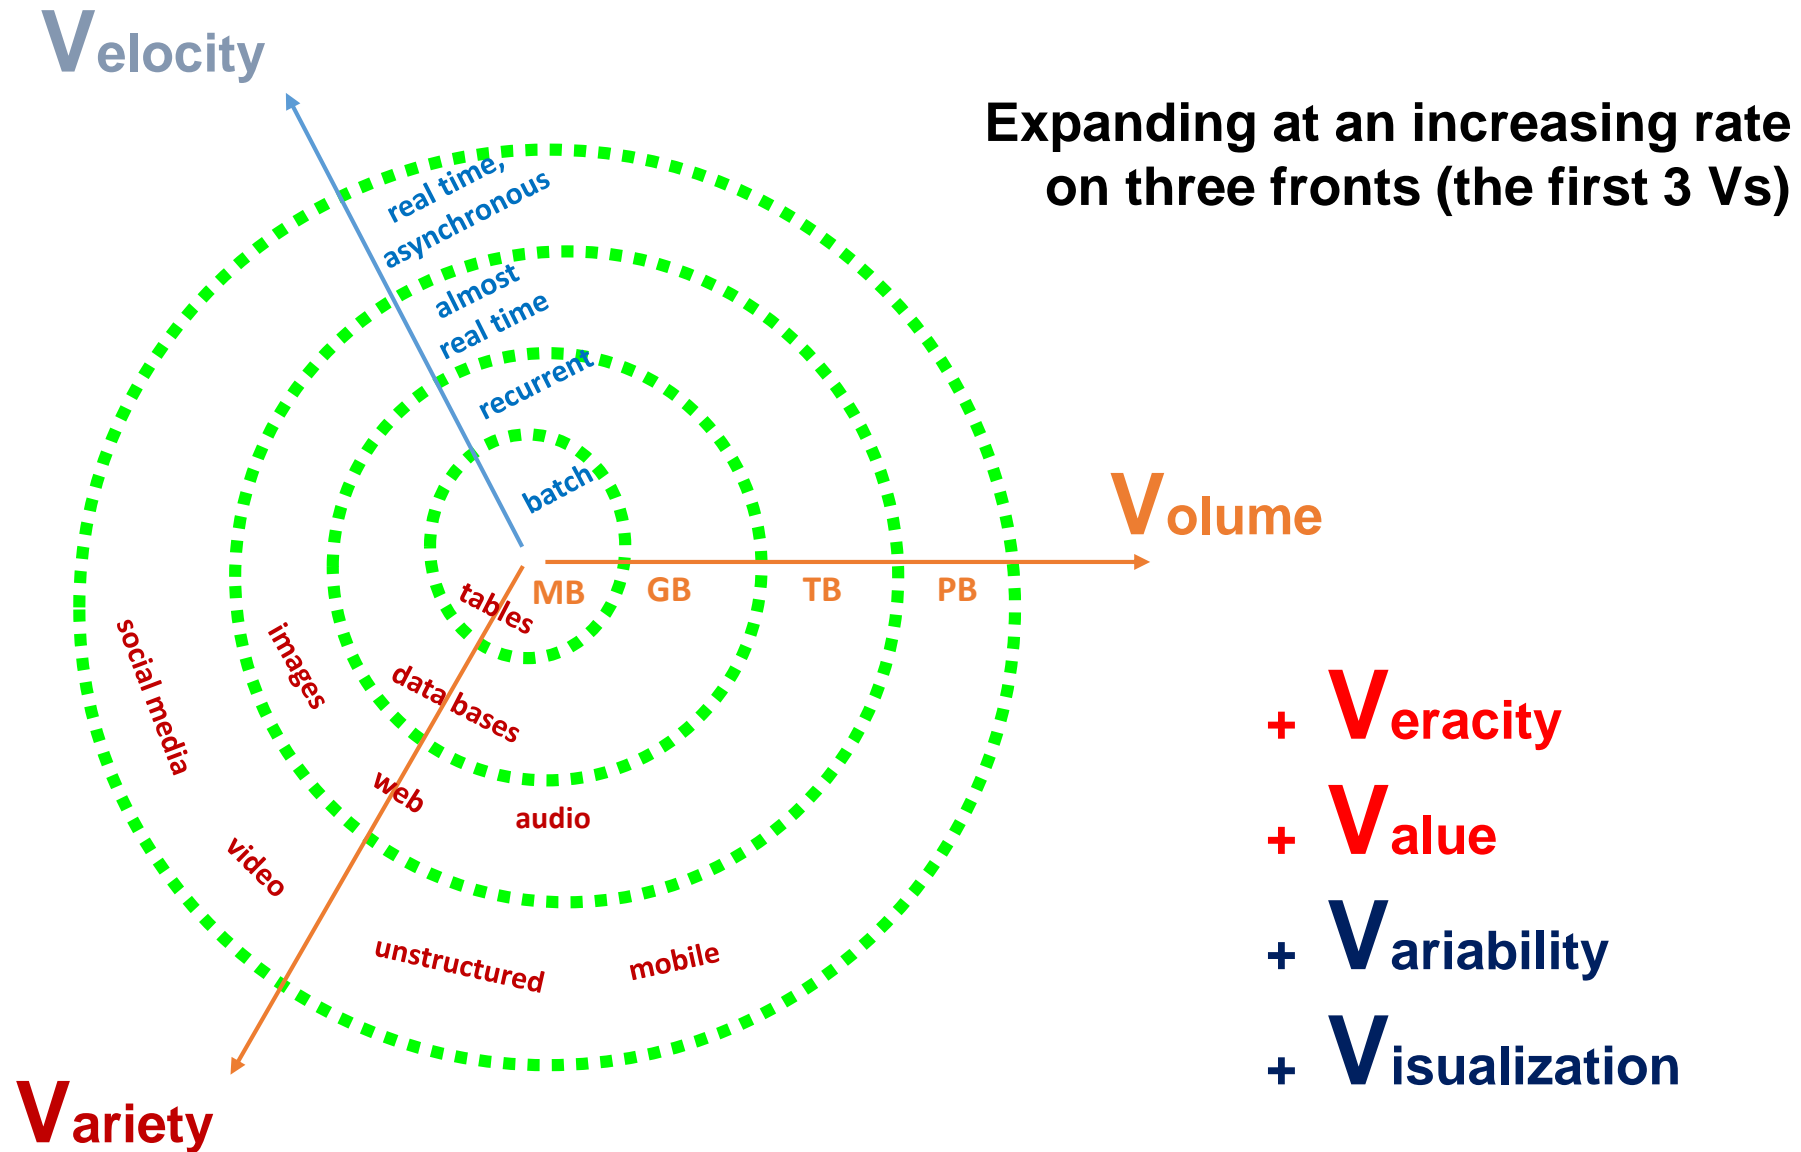 Velocity
Expanding at an increasing rate
on three fronts (the first 3 Vs)
real time,
asynchronous
almost
real time
recurrent
batch
Volume
MB
GB
TB
PB
tables
data bases
images
social media
web
audio
video
unstructured
mobile
Variety
+ Veracity
+ Value
+ Variability
+ Visualization